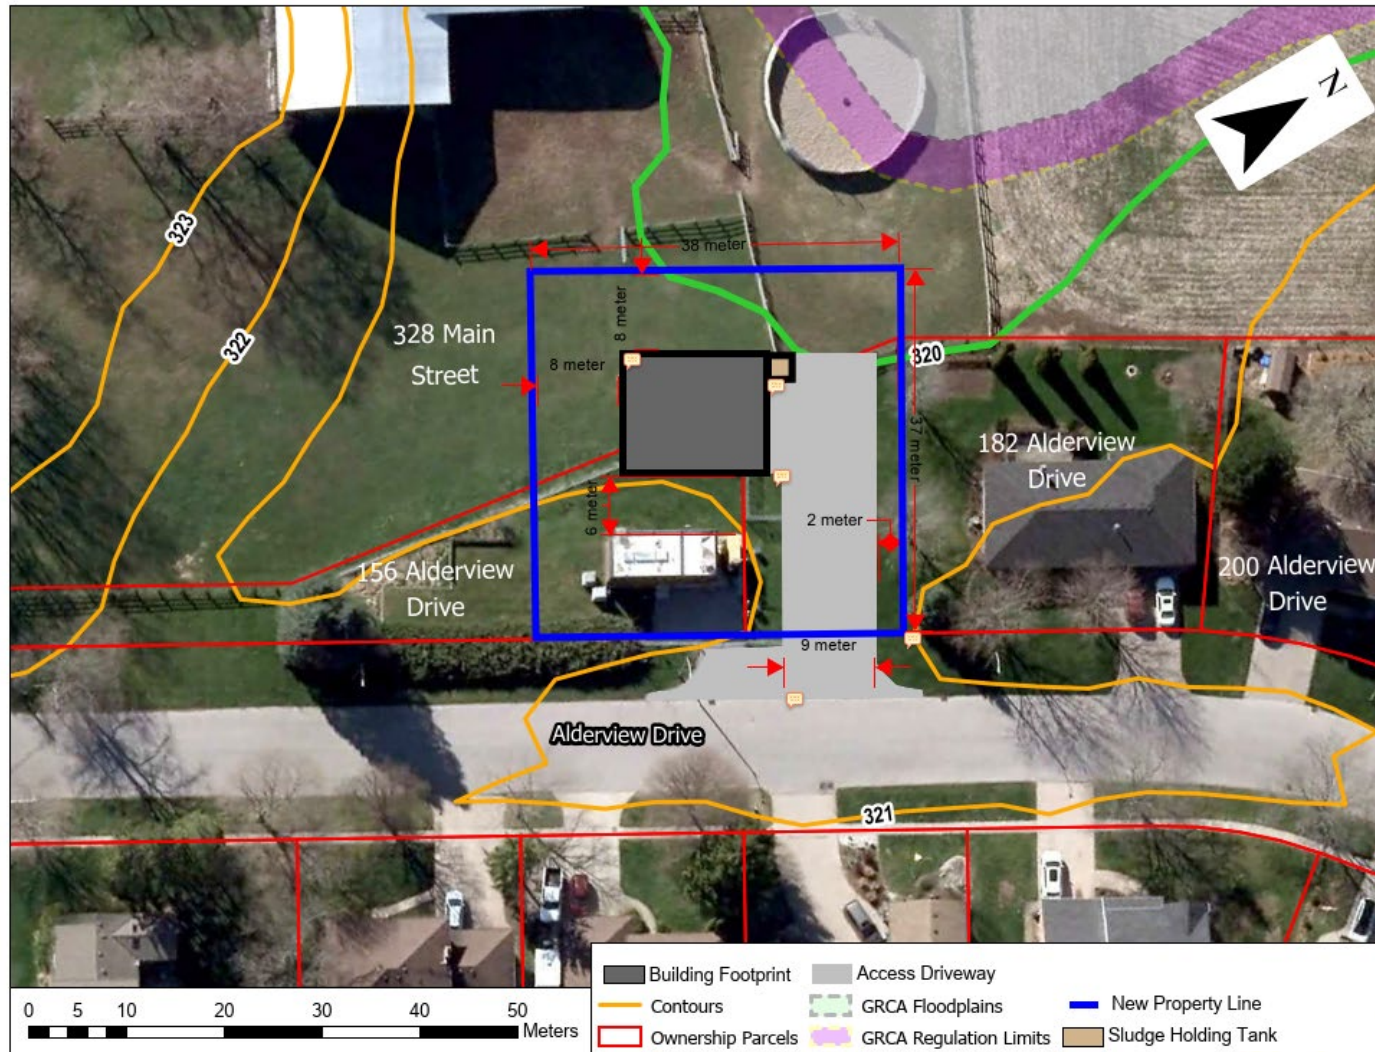 N
323
38 meter
8 meter
322
328 Main
Street
8 meter
320
37 meter
182 Alderview
Drive
6 meter
2 meter
156 Alderview
Drive
200 Alderview
Drive
9 meter
Alderview Drive
321
Building Footprint
Access Driveway
Contours
GRCA Floodplains
New Property Line
Ownership Parcels
GRCA Regulation Limits
Sludge Holding Tank
0 5 10 20 30 40 50
Meters